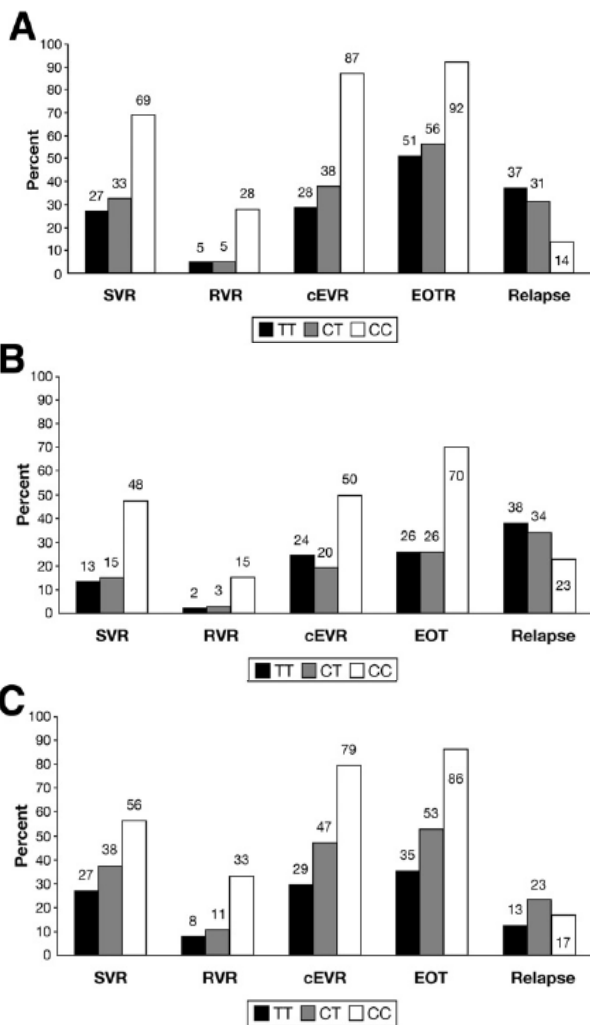 A
100
90
80
70
60
50
40
30
20
10
0
Percent
27 33 69
5 5 28
28 38 87
51 56 92
37 31 14
SVR RVR cEVR EOTR Relapse
TT CT CC
B
100
90
80
70
60
50
40
30
20
10
0
Percent
13 15 48
2 3 15
24 20 50
26 26 70
38 34 23
SVR RVR cEVR EOT Relapse
TT CT CC
C
100
90
80
70
60
50
40
30
20
10
0
Percent
27 38 56
8 11 33
29 47 79
35 53 86
13 23 17
SVR RVR cEVR EOT Relapse
TT CT CC